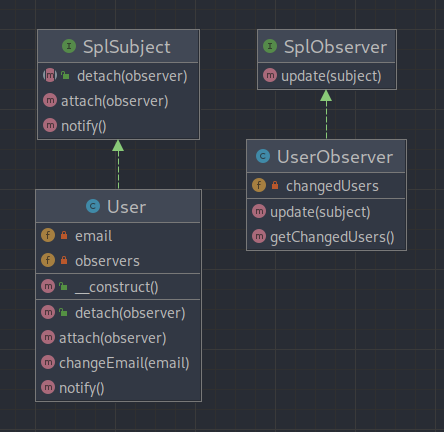 SplSubject
detach(observer)
attach(observer)
notify()
SplObserver
update(subject)
User
email
observers
__construct()
detach(observer)
attach(observer)
changeEmail(email)
notify()
UserObserver
changedUsers
update(subject)
getChangedUsers()